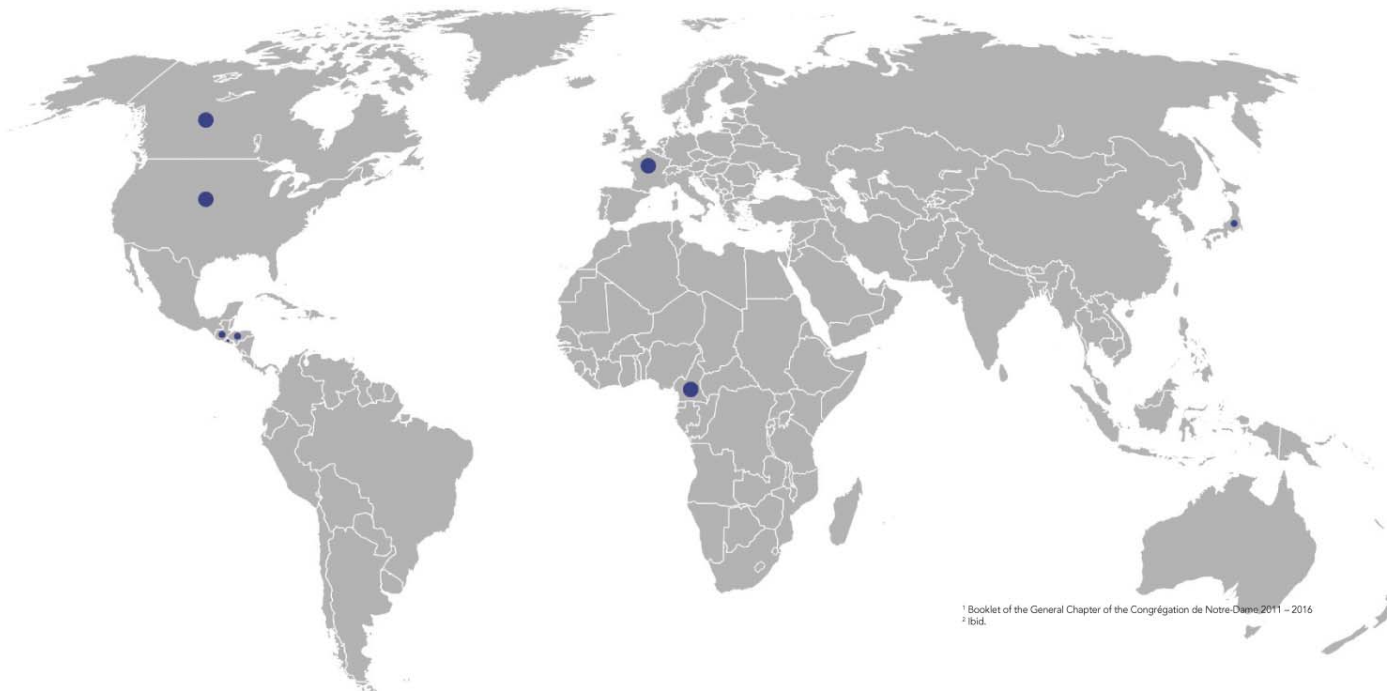 ¹ Booklet of the General Chapter of the Congrégation de Notre-Dame 2011 – 2016
² Ibid.